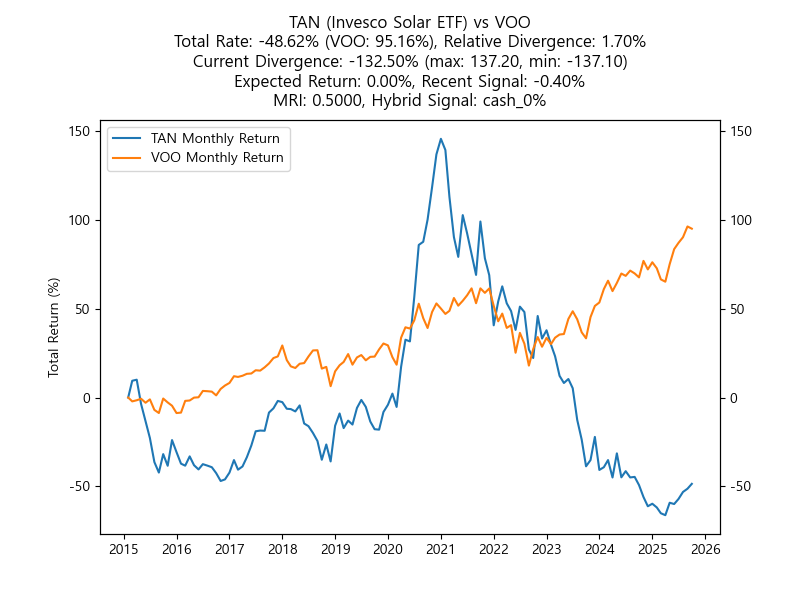 TAN (Invesco Solar ETF) vs VOO
Total Rate: -48.62% (VOO: 95.16%), Relative Divergence: 1.70%
Current Divergence: -132.50% (max: 137.20, min: -137.10)
Expected Return: 0.00%, Recent Signal: -0.40%
MRI: 0.5000, Hybrid Signal: cash_0%
TAN Monthly Return
VOO Monthly Return
150
100
50
0
-50
Total Return (%)
150
100
50
0
-50
2015 2016 2017 2018 2019 2020 2021 2022 2023 2024 2025 2026